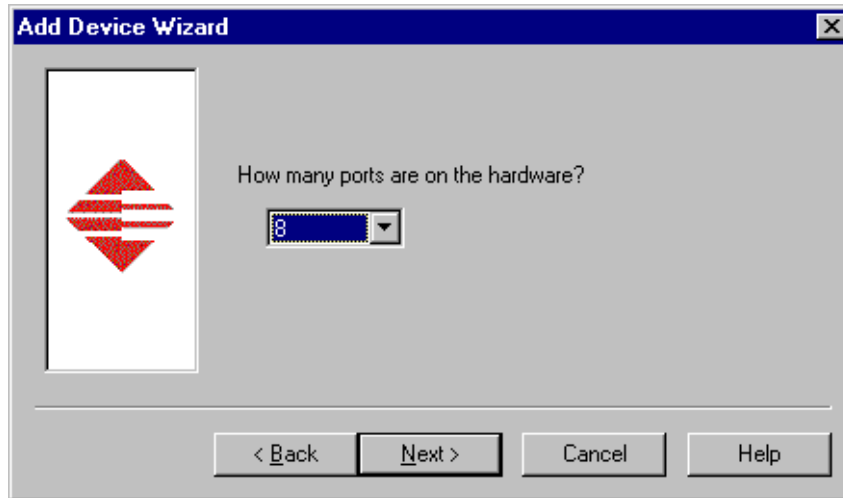 Add Device Wizard
How many ports are on the hardware?
8
< Back Next > Cancel Help